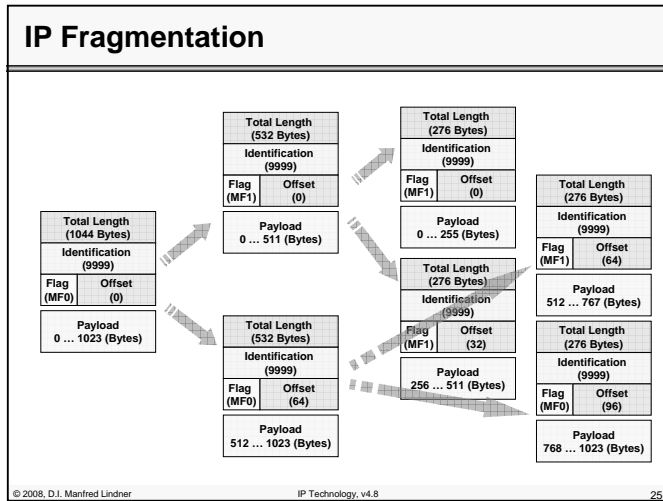 IP Fragmentation
Total Length
(1044 Bytes)
Identification
(9999)
Flag
(MF0)
Offset
(0)
Payload
0 ... 1023 (Bytes)
Total Length
(532 Bytes)
Identification
(9999)
Flag
(MF1)
Offset
(0)
Payload
0 ... 511 (Bytes)
Total Length
(532 Bytes)
Identification
(9999)
Flag
(MF0)
Offset
(64)
Payload
512 ... 1023 (Bytes)
Total Length
(276 Bytes)
Identification
(9999)
Flag
(MF1)
Offset
(0)
Payload
0 ... 255 (Bytes)
Total Length
(276 Bytes)
Identification
(9999)
Flag
(MF1)
Offset
(32)
Payload
256 ... 511 (Bytes)
Total Length
(276 Bytes)
Identification
(9999)
Flag
(MF1)
Offset
(64)
Payload
512 ... 767 (Bytes)
Total Length
(276 Bytes)
Identification
(9999)
Flag
(MF0)
Offset
(96)
Payload
768 ... 1023 (Bytes)
© 2008, D.I. Manfred Lindner
IP Technology, v4.8
25